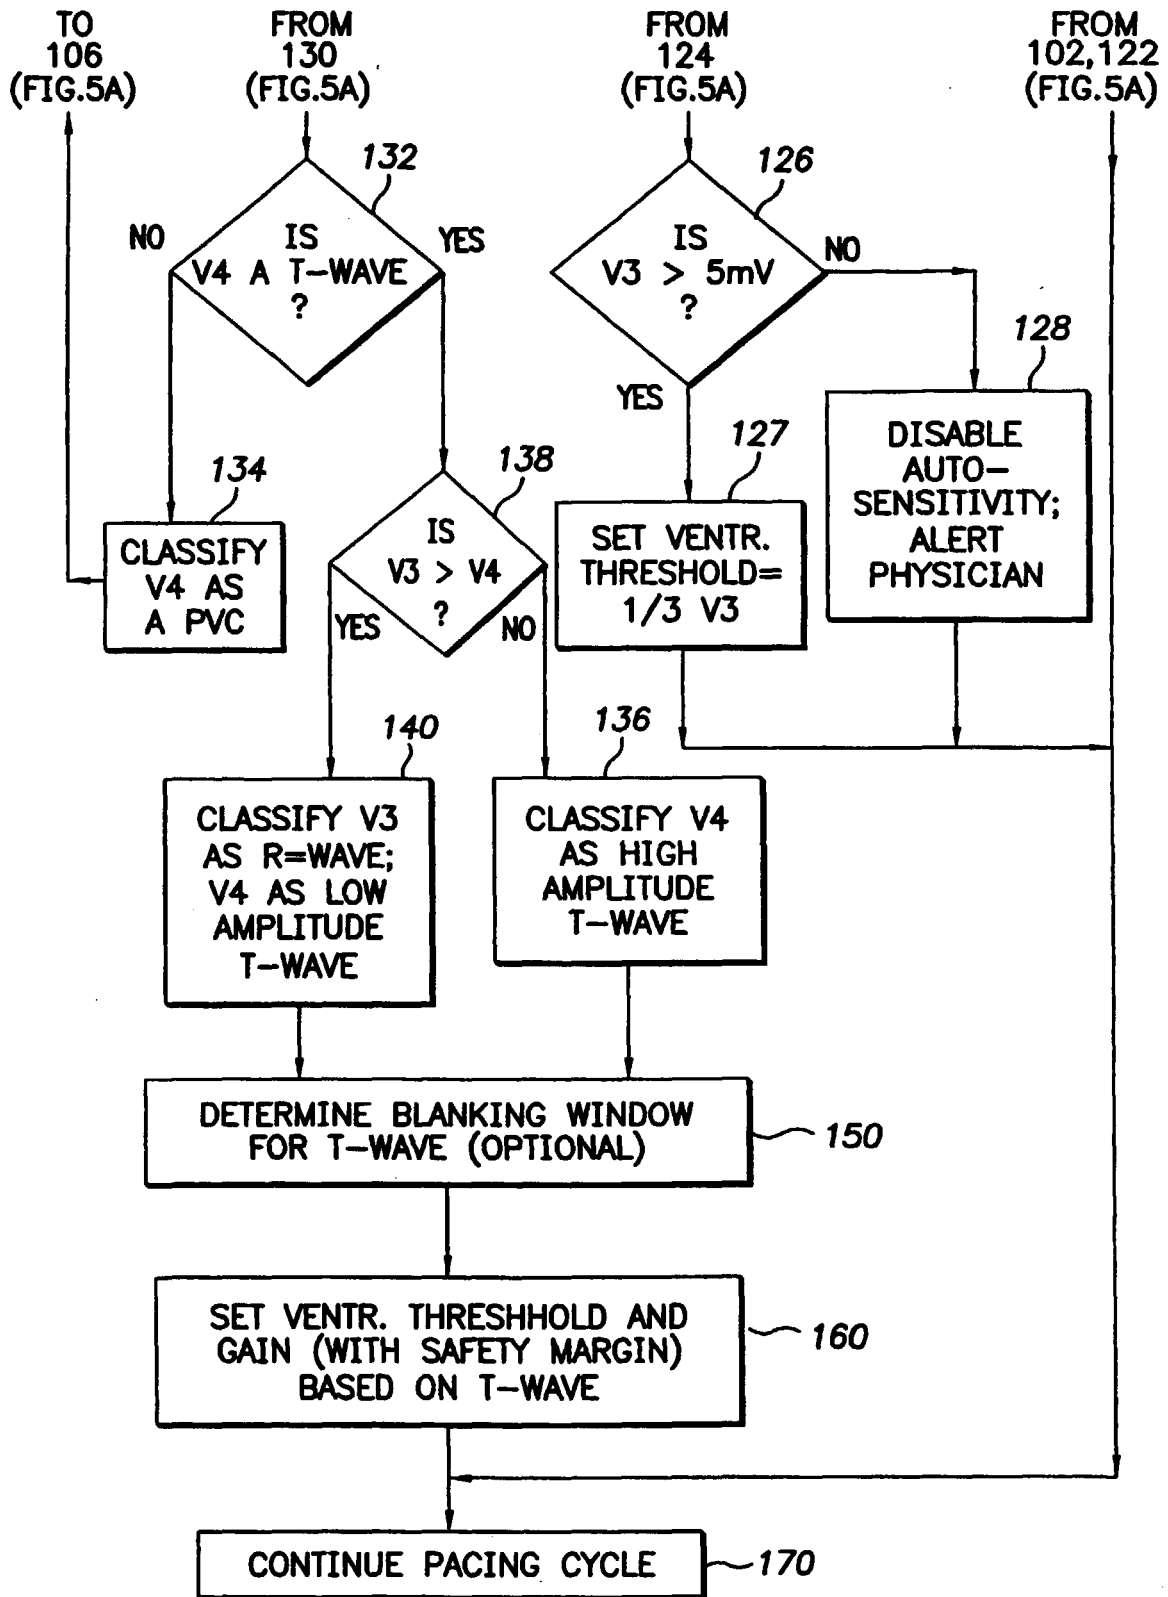 TO
106
(FIG.5A)
FROM
130
(FIG.5A)
FROM
124
(FIG.5A)
FROM
102,122
(FIG.5A)
132
NO
IS
V4 A T-WAVE
?
YES
126
IS
V3 > 5mV
?
NO
YES
128
DISABLE
AUTO-
SENSITIVITY;
ALERT
PHYSICIAN
134
CLASSIFY
V4 AS
A PVC
138
IS
V3 > V4
?
YES
NO
127
SET VENTR.
THRESHOLD=
1/3 V3
140
CLASSIFY V3
AS R=WAVE;
V4 AS LOW
AMPLITUDE
T-WAVE
136
CLASSIFY V4
AS HIGH
AMPLITUDE
T-WAVE
DETERMINE BLANKING WINDOW
FOR T-WAVE (OPTIONAL)
150
SET VENTR. THRESHHOLD AND
GAIN (WITH SAFETY MARGIN)
BASED ON T-WAVE
160
CONTINUE PACING CYCLE
170